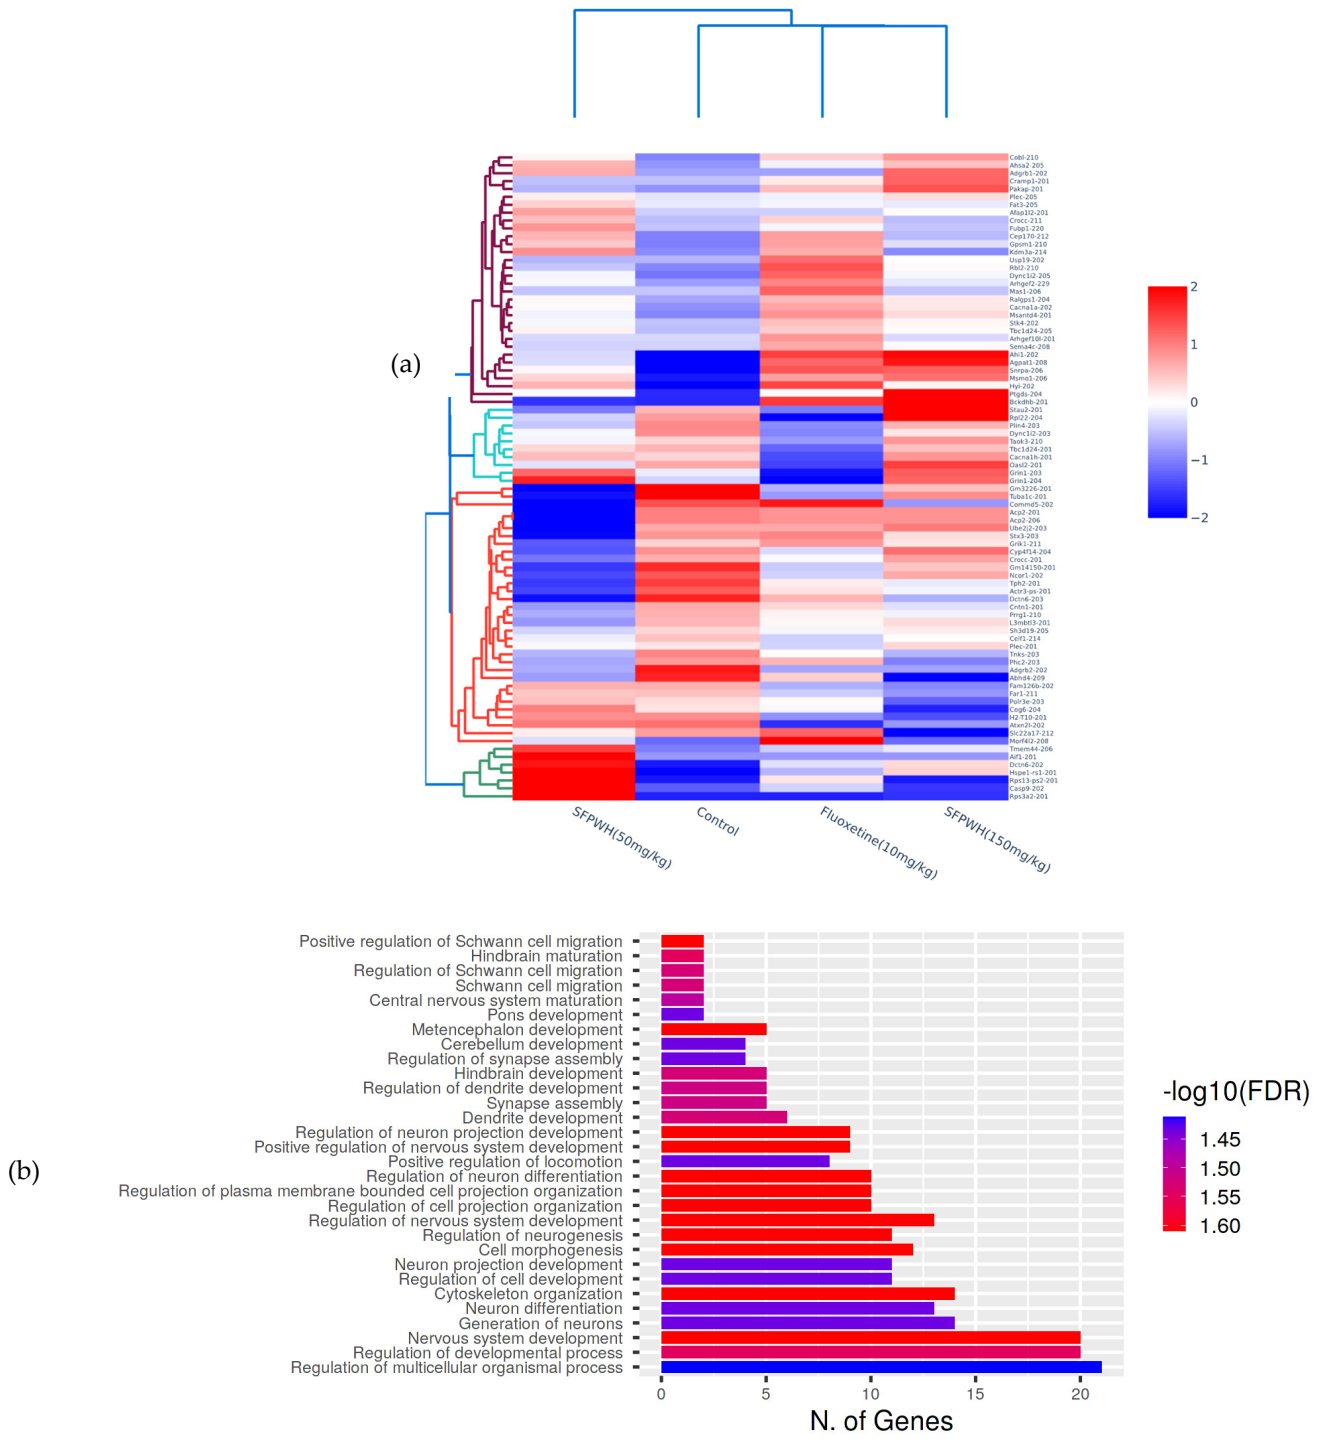 Cobl-210
Ahsa2-205
Adgrb1-202
Cramp1-201
Pakap-201
Plec-205
Fat3-205
Afap1l2-201
Crocc-211
Fubp1-220
Cep170-212
Gpsm1-210
Kdm3a-214
Usp19-202
Rbl2-210
Dync1i2-205
Arhgef2-229
Mas1-206
Ralgps1-204
Cacna1a-202
Msantd4-201
Stk4-202
Tbc1d24-205
Arhgef10l-201
Sema4c-208
(a)
Ahi1-202
Agpat1-208
Snrpa-206
Msmo1-206
Hyi-202
Ptgds-204
Bckdhb-201
Stau2-201
Rpl22-204
Plin4-203
Dync1i2-203
Taok3-210
Tbc1d24-201
Cacna1h-201
Oasl2-201
Grin1-203
Grin1-204
Gm3226-201
Tuba1c-201
Commd5-202
Acp2-201
Acp2-206
Ube2j2-203
Stx3-203
Grik1-211
Cyp4f14-204
Crocc-201
Gm14150-201
Ncor1-202
Tph2-201
Actr3-ps-201
Dctn6-203
Cntn1-201
Prrg1-210
L3mbtl3-201
Sh3d19-205
Celf1-214
Plec-201
Tnks-203
Phc2-203
Adgrb2-202
Abhd4-209
Fam126b-202
Far1-211
Polr3e-203
Cog6-204
H2-T10-201
Atxn2l-202
Slc22a17-212
Morf4l2-208
Tmem44-206
Aif1-201
Dctn6-202
Hspe1-rs1-201
Rps13-ps2-201
Casp9-202
Rps3a2-201
2
1
0
−1
−2
SFPWH(50mg/kg)
Control
Fluoxetine(10mg/kg)
SFPWH(150mg/kg)
(b)
Positive regulation of Schwann cell migration
Hindbrain maturation
Regulation of Schwann cell migration
Schwann cell migration
Central nervous system maturation
Pons development
Metencephalon development
Cerebellum development
Regulation of synapse assembly
Hindbrain development
Regulation of dendrite development
Synapse assembly
Dendrite development
Regulation of neuron projection development
Positive regulation of nervous system development
Positive regulation of locomotion
Regulation of neuron differentiation
Regulation of plasma membrane bounded cell projection organization
Regulation of cell projection organization
Regulation of nervous system development
Regulation of neurogenesis
Cell morphogenesis
Neuron projection development
Regulation of cell development
Cytoskeleton organization
Neuron differentiation
Generation of neurons
Nervous system development
Regulation of developmental process
Regulation of multicellular organismal process
0
5
10
15
20
N. of Genes
-log10(FDR)
1.45
1.50
1.55
1.60